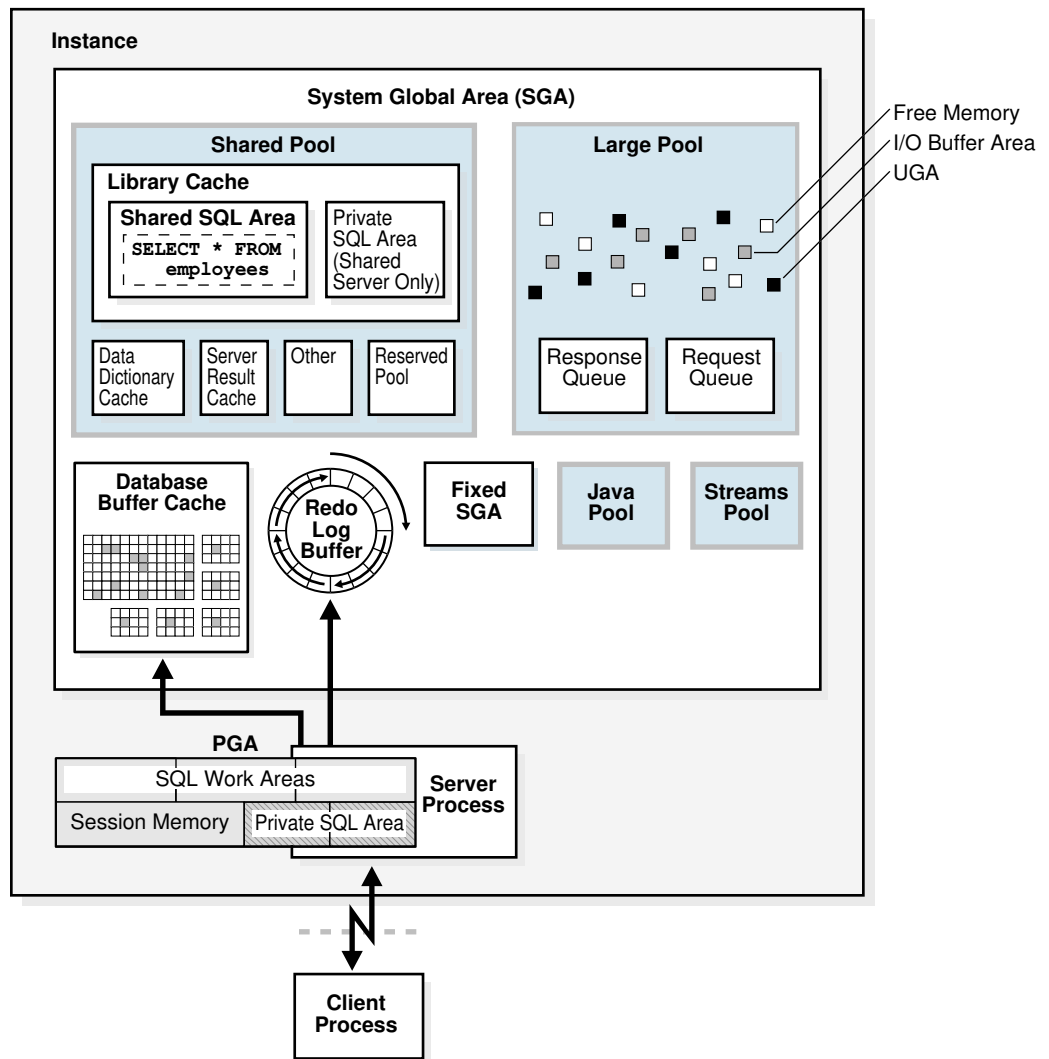 Instance
System Global Area (SGA)
Shared Pool
Library Cache
Shared SQL Area
SELECT * FROM
employees
Private
SQL Area
(Shared
Server Only)
Data
Dictionary
Cache
Server
Result
Cache
Other
Reserved
Pool
Large Pool
Response
Queue
Request
Queue
Free Memory
I/O Buffer Area
UGA
Database
Buffer Cache
Redo
Log
Buffer
Fixed
SGA
Java
Pool
Streams
Pool
PGA
SQL Work Areas
Session Memory
Private SQL Area
Server
Process
Client
Process